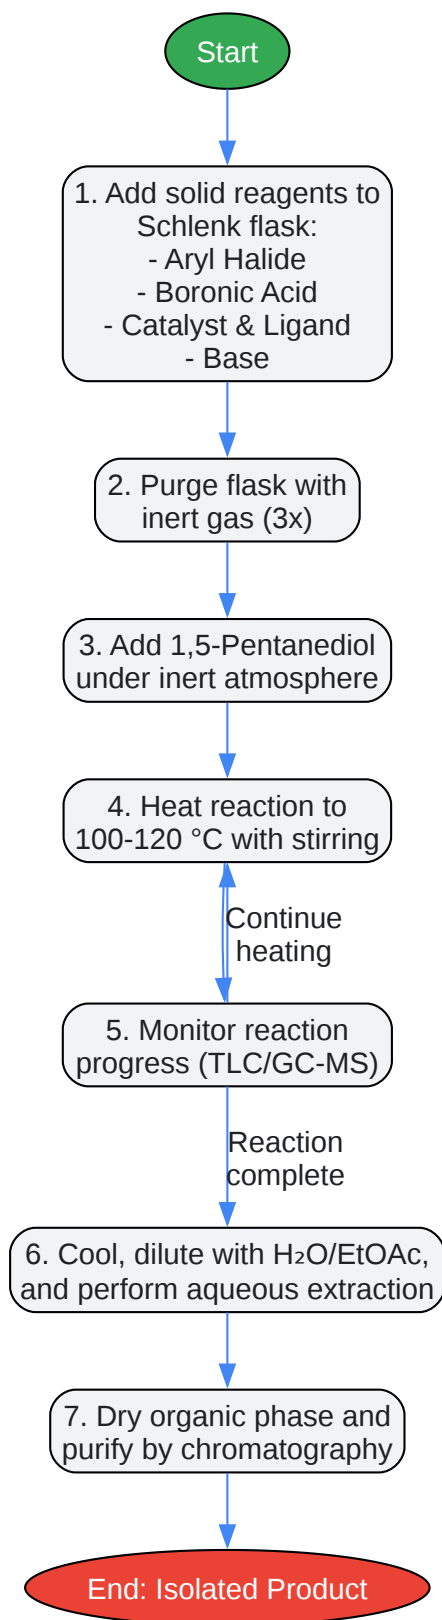 Start
1. Add solid reagents to
Schlenk flask:
- Aryl Halide
- Boronic Acid
- Catalyst & Ligand
- Base
2. Purge flask with
inert gas (3x)
3. Add 1,5-Pentanediol
under inert atmosphere
4. Heat reaction to
100-120 °C with stirring
Continue
heating
5. Monitor reaction
progress (TLC/GC-MS)
Reaction
complete
6. Cool, dilute with H₂O/EtOAc,
and perform aqueous extraction
7. Dry organic phase and
purify by chromatography
End: Isolated Product